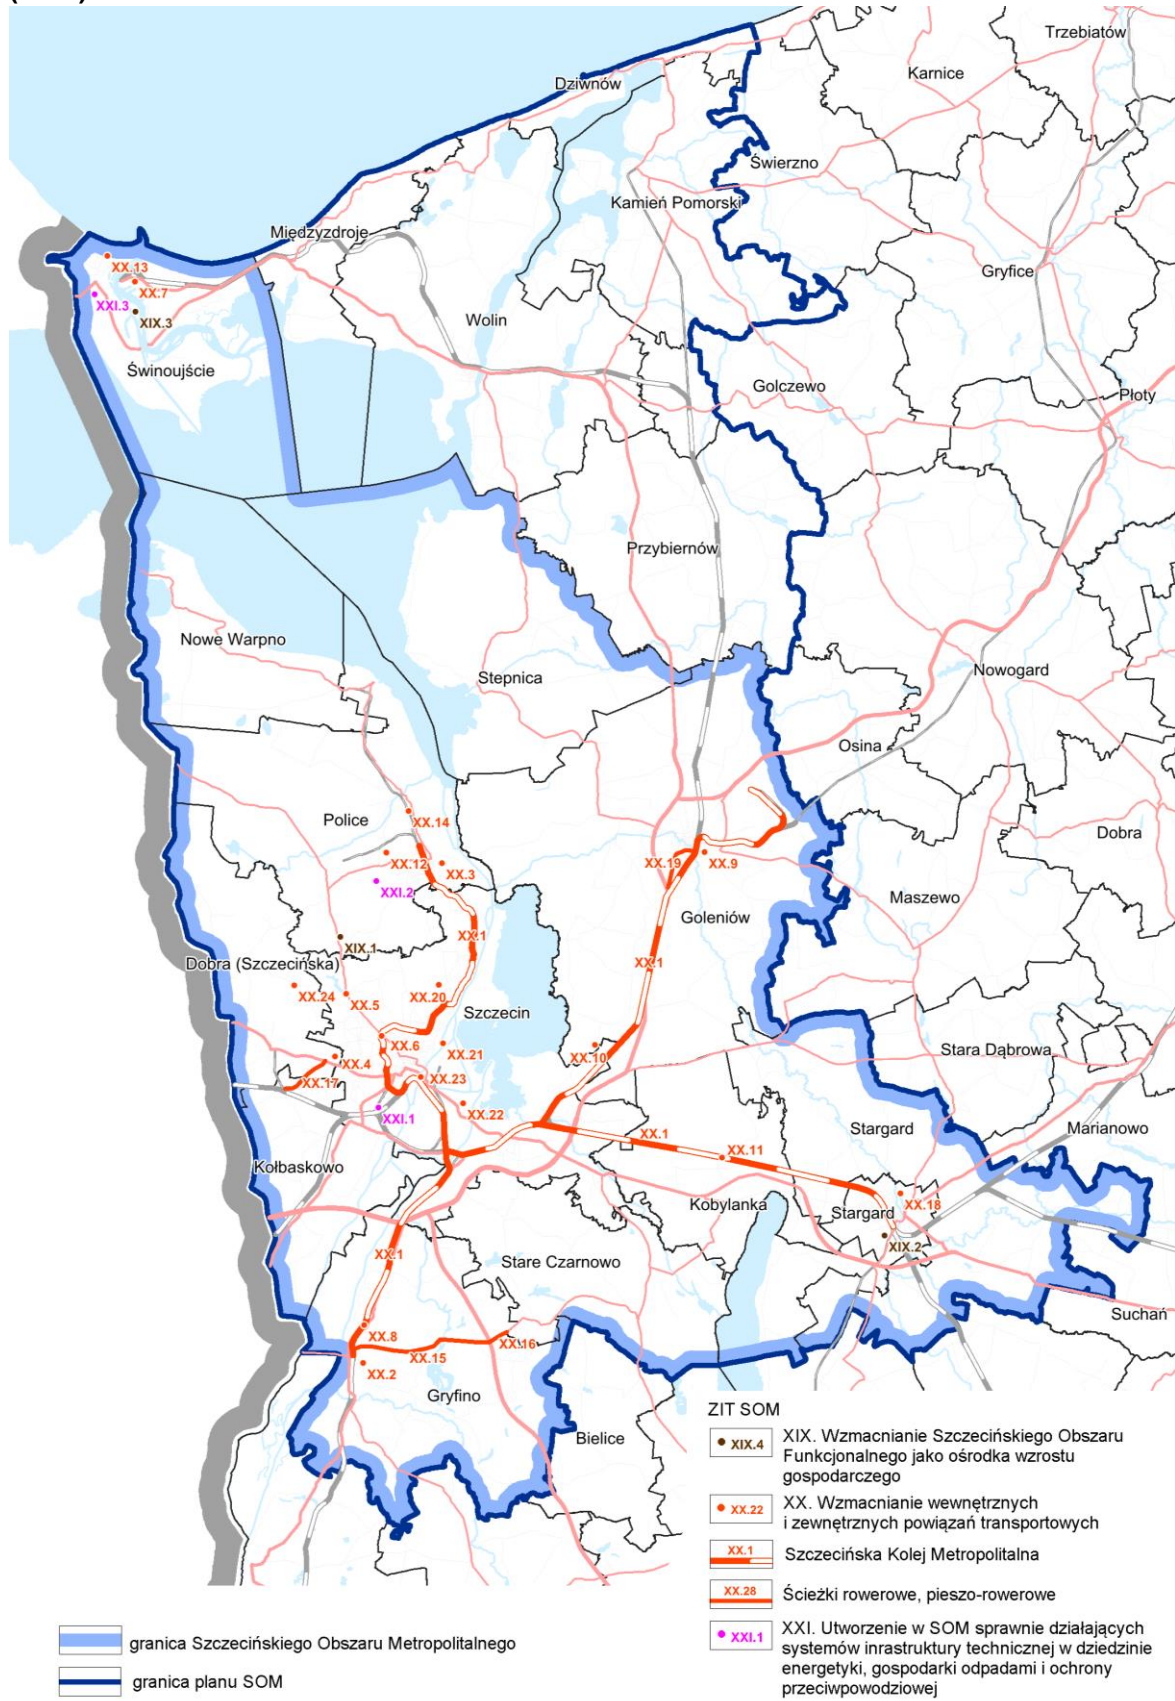 Trzebiatów
Karnice
Dziwnów
Świerzno
Kamień Pomorski
Międzyzdroje
Gryfice
XX.13
XX.7
XXI.3
XIX.3
Wolin
Świnoujście
Golczewo
Płoty
Przybiernów
Nowe Warpno
Stepnica
Nowogard
Osina
Police
XX.14
Dobra
XX.12
XX.3
XX.19
XX.9
XXI.2
Maszewo
Goleniów
XX.1
XIX.1
XX.1
Dobra (Szczecińska)
XX.24
XX.5
XX.20
Szczecin
XX.6
XX.21
XX.10
Stara Dąbrowa
XX.4
XX.17
XX.23
XX.22
XXI.1
XX.1
Stargard
Marianowo
XX.11
Kołbaskowo
Kobylanka
Stargard
XX.18
XIX.2
XX.1
Stare Czarnowo
Suchań
XX.8
XX.16
XX.15
XX.2
Gryfino
Bielice
ZIT SOM
XIX.4
XIX. Wzmacnianie Szczecińskiego Obszaru
Funkcjonalnego jako ośrodka wzrostu
gospodarczego
XX.22
XX. Wzmacnianie wewnętrznych
i zewnętrznych powiązań transportowych
XX.1
Szczecińska Kolej Metropolitalna
XX.28
Ścieżki rowerowe, pieszo-rowerowe
XXI.1
XXI. Utworzenie w SOM sprawnie działających
systemów inrastruktury technicznej w dziedzinie
energetyki, gospodarki odpadami i ochrony
przeciwpowodziowej
granica Szczecińskiego Obszaru Metropolitalnego
granica planu SOM